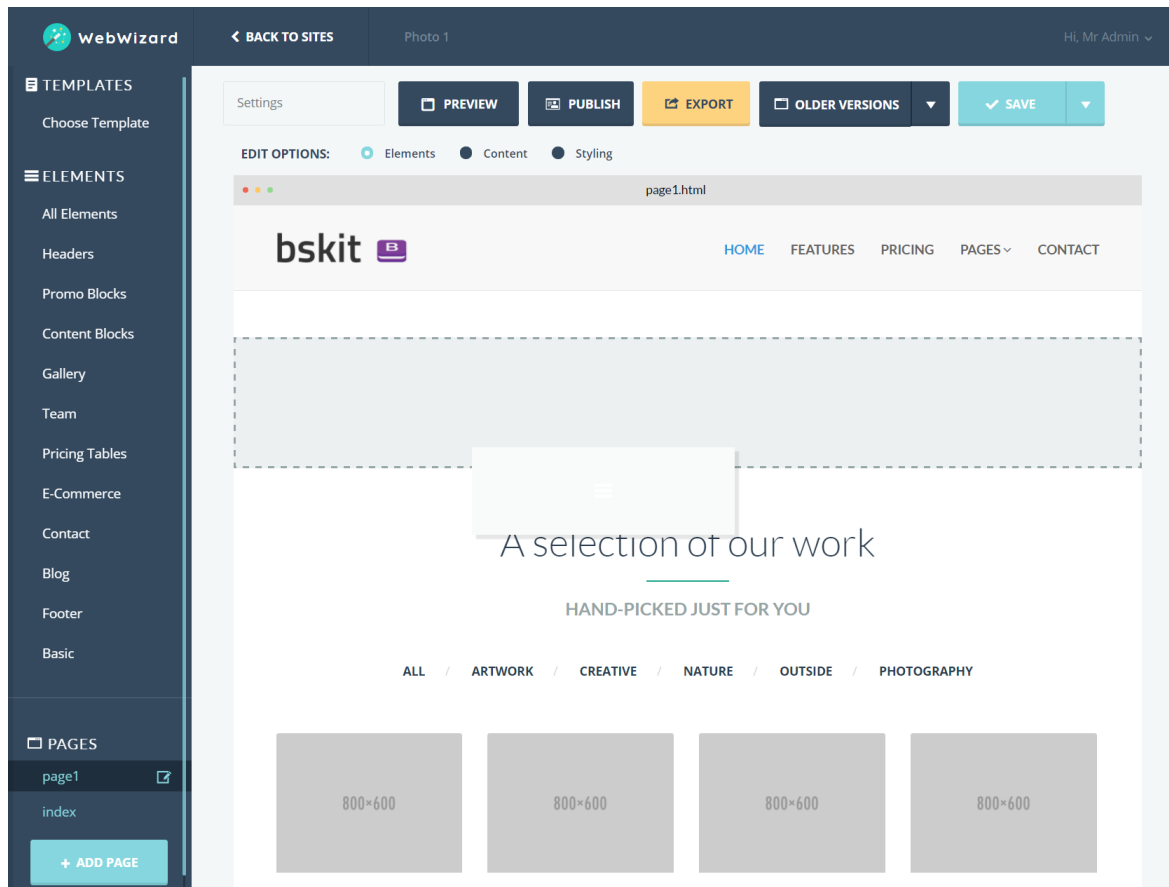 WebWizard
BACK TO SITES
Photo 1
Hi, Mr Admin
TEMPLATES
Choose Template
ELEMENTS
All Elements
Headers
Promo Blocks
Content Blocks
Gallery
Team
Pricing Tables
E-Commerce
Contact
Blog
Footer
Basic
PAGES
page1
index
+ ADD PAGE
Settings
PREVIEW
PUBLISH
EXPORT
OLDER VERSIONS
SAVE
EDIT OPTIONS: Elements Content Styling
page1.html
bskit B
HOME FEATURES PRICING PAGES CONTACT
A selection of our work
HAND-PICKED JUST FOR YOU
ALL / ARTWORK / CREATIVE / NATURE / OUTSIDE / PHOTOGRAPHY
800×600 800×600 800×600 800×600